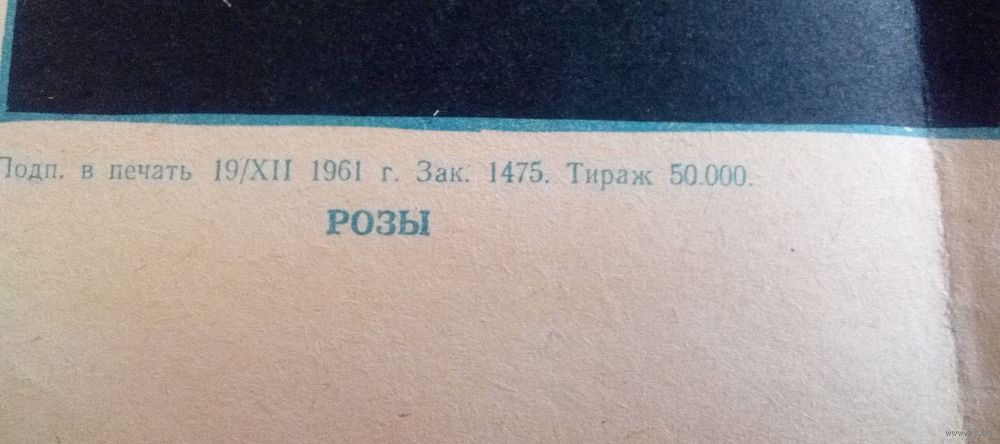 Подп. в печать 19/XII 1961 г. Зак. 1475. Тираж 50.000.
РОЗЫ